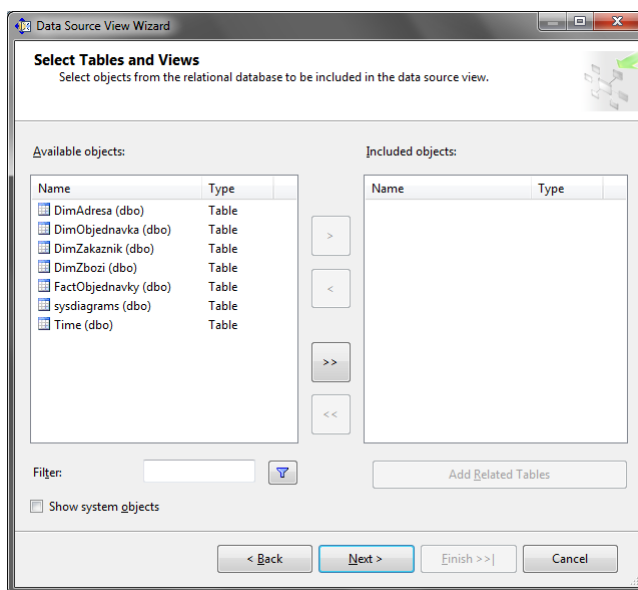 Data Source View Wizard
Select Tables and Views
Select objects from the relational database to be included in the data source view.
Available objects:
Included objects:
Name Type
Name Type
DimAdresa (dbo) Table
DimObjednavka (dbo) Table
DimZakaznik (dbo) Table
DimZbozi (dbo) Table
FactObjednavky (dbo) Table
sysdiagrams (dbo) Table
Time (dbo) Table
>
<
>>
<<
Filter:
Add Related Tables
Show system objects
< Back Next > Finish >>| Cancel